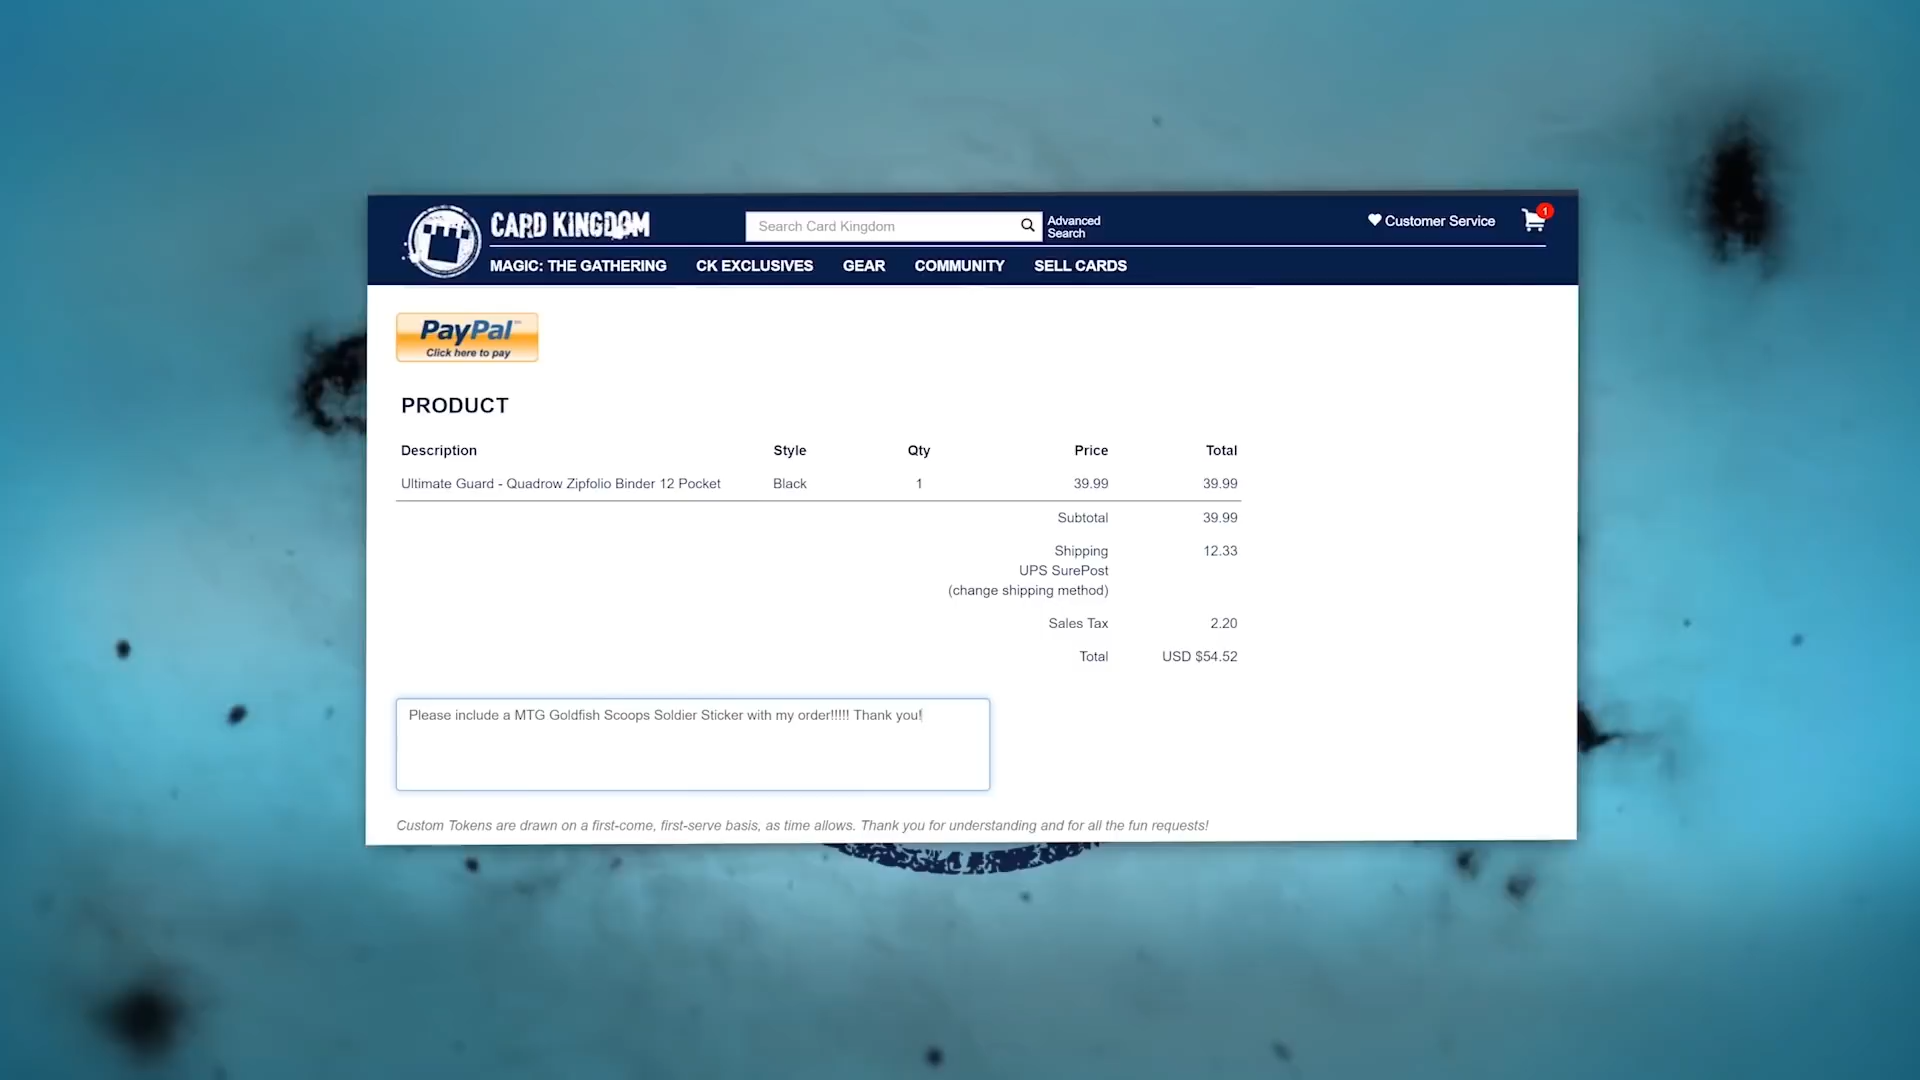 CARD KINGDOM
Search Card Kingdom
Advanced
Search
Customer Service
1
MAGIC: THE GATHERING CK EXCLUSIVES GEAR COMMUNITY SELL CARDS
PayPal
Click here to pay
PRODUCT
Description Style Qty Price Total
Ultimate Guard - Quadrow Zipfolio Binder 12 Pocket Black 1 39.99 39.99
Subtotal 39.99
Shipping 12.33
UPS SurePost
(change shipping method)
Sales Tax 2.20
Total USD $54.52
Please include a MTG Goldfish Scoops Soldier Sticker with my order!!!!! Thank you!
Custom Tokens are drawn on a first-come, first-serve basis, as time allows. Thank you for understanding and for all the fun requests!